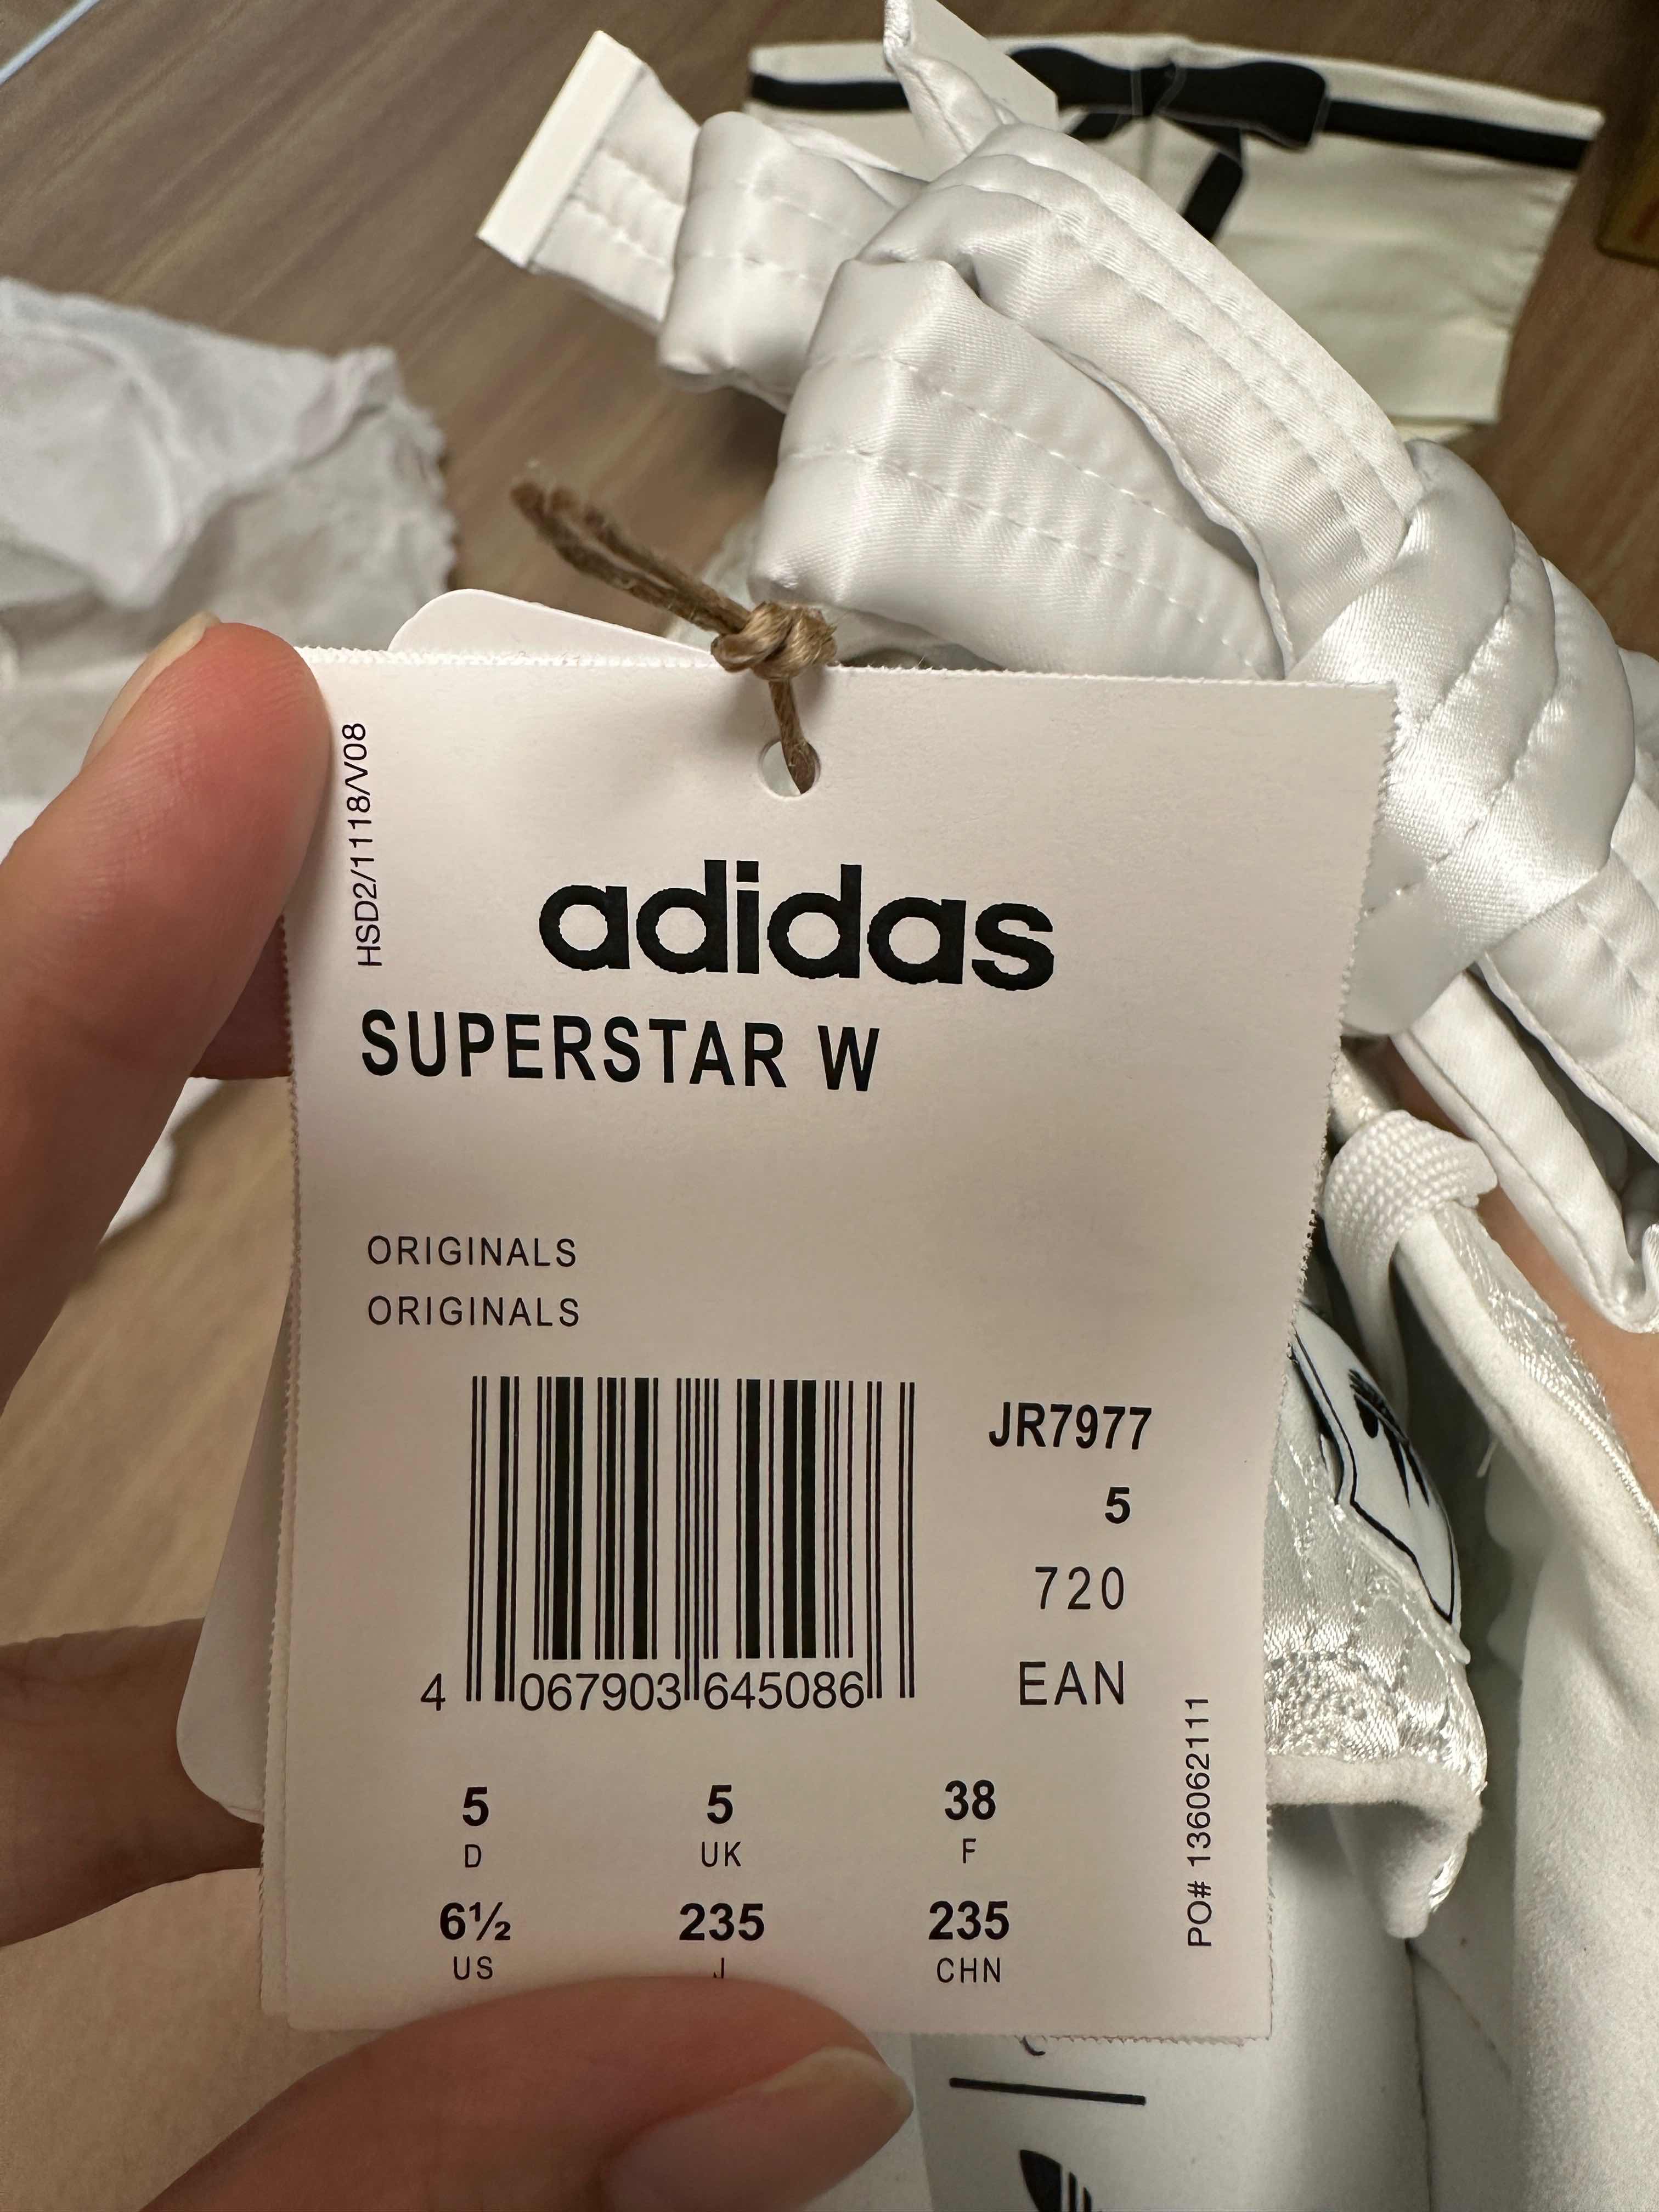 HSD2/1118/V08
adidas
SUPERSTAR W
ORIGINALS
ORIGINALS
JR7977
5
720
EAN
4 067903 645086
PO# 136062111
5 5 38
D UK F
6½ 235 235
US J CHN